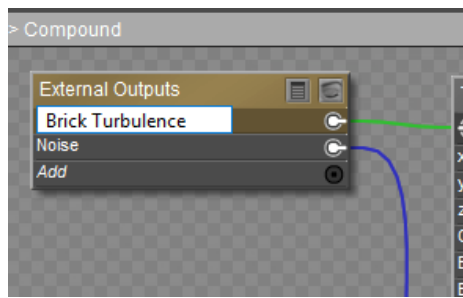 > Compound
External Outputs
Brick Turbulence
Noise
Add
x
y
z